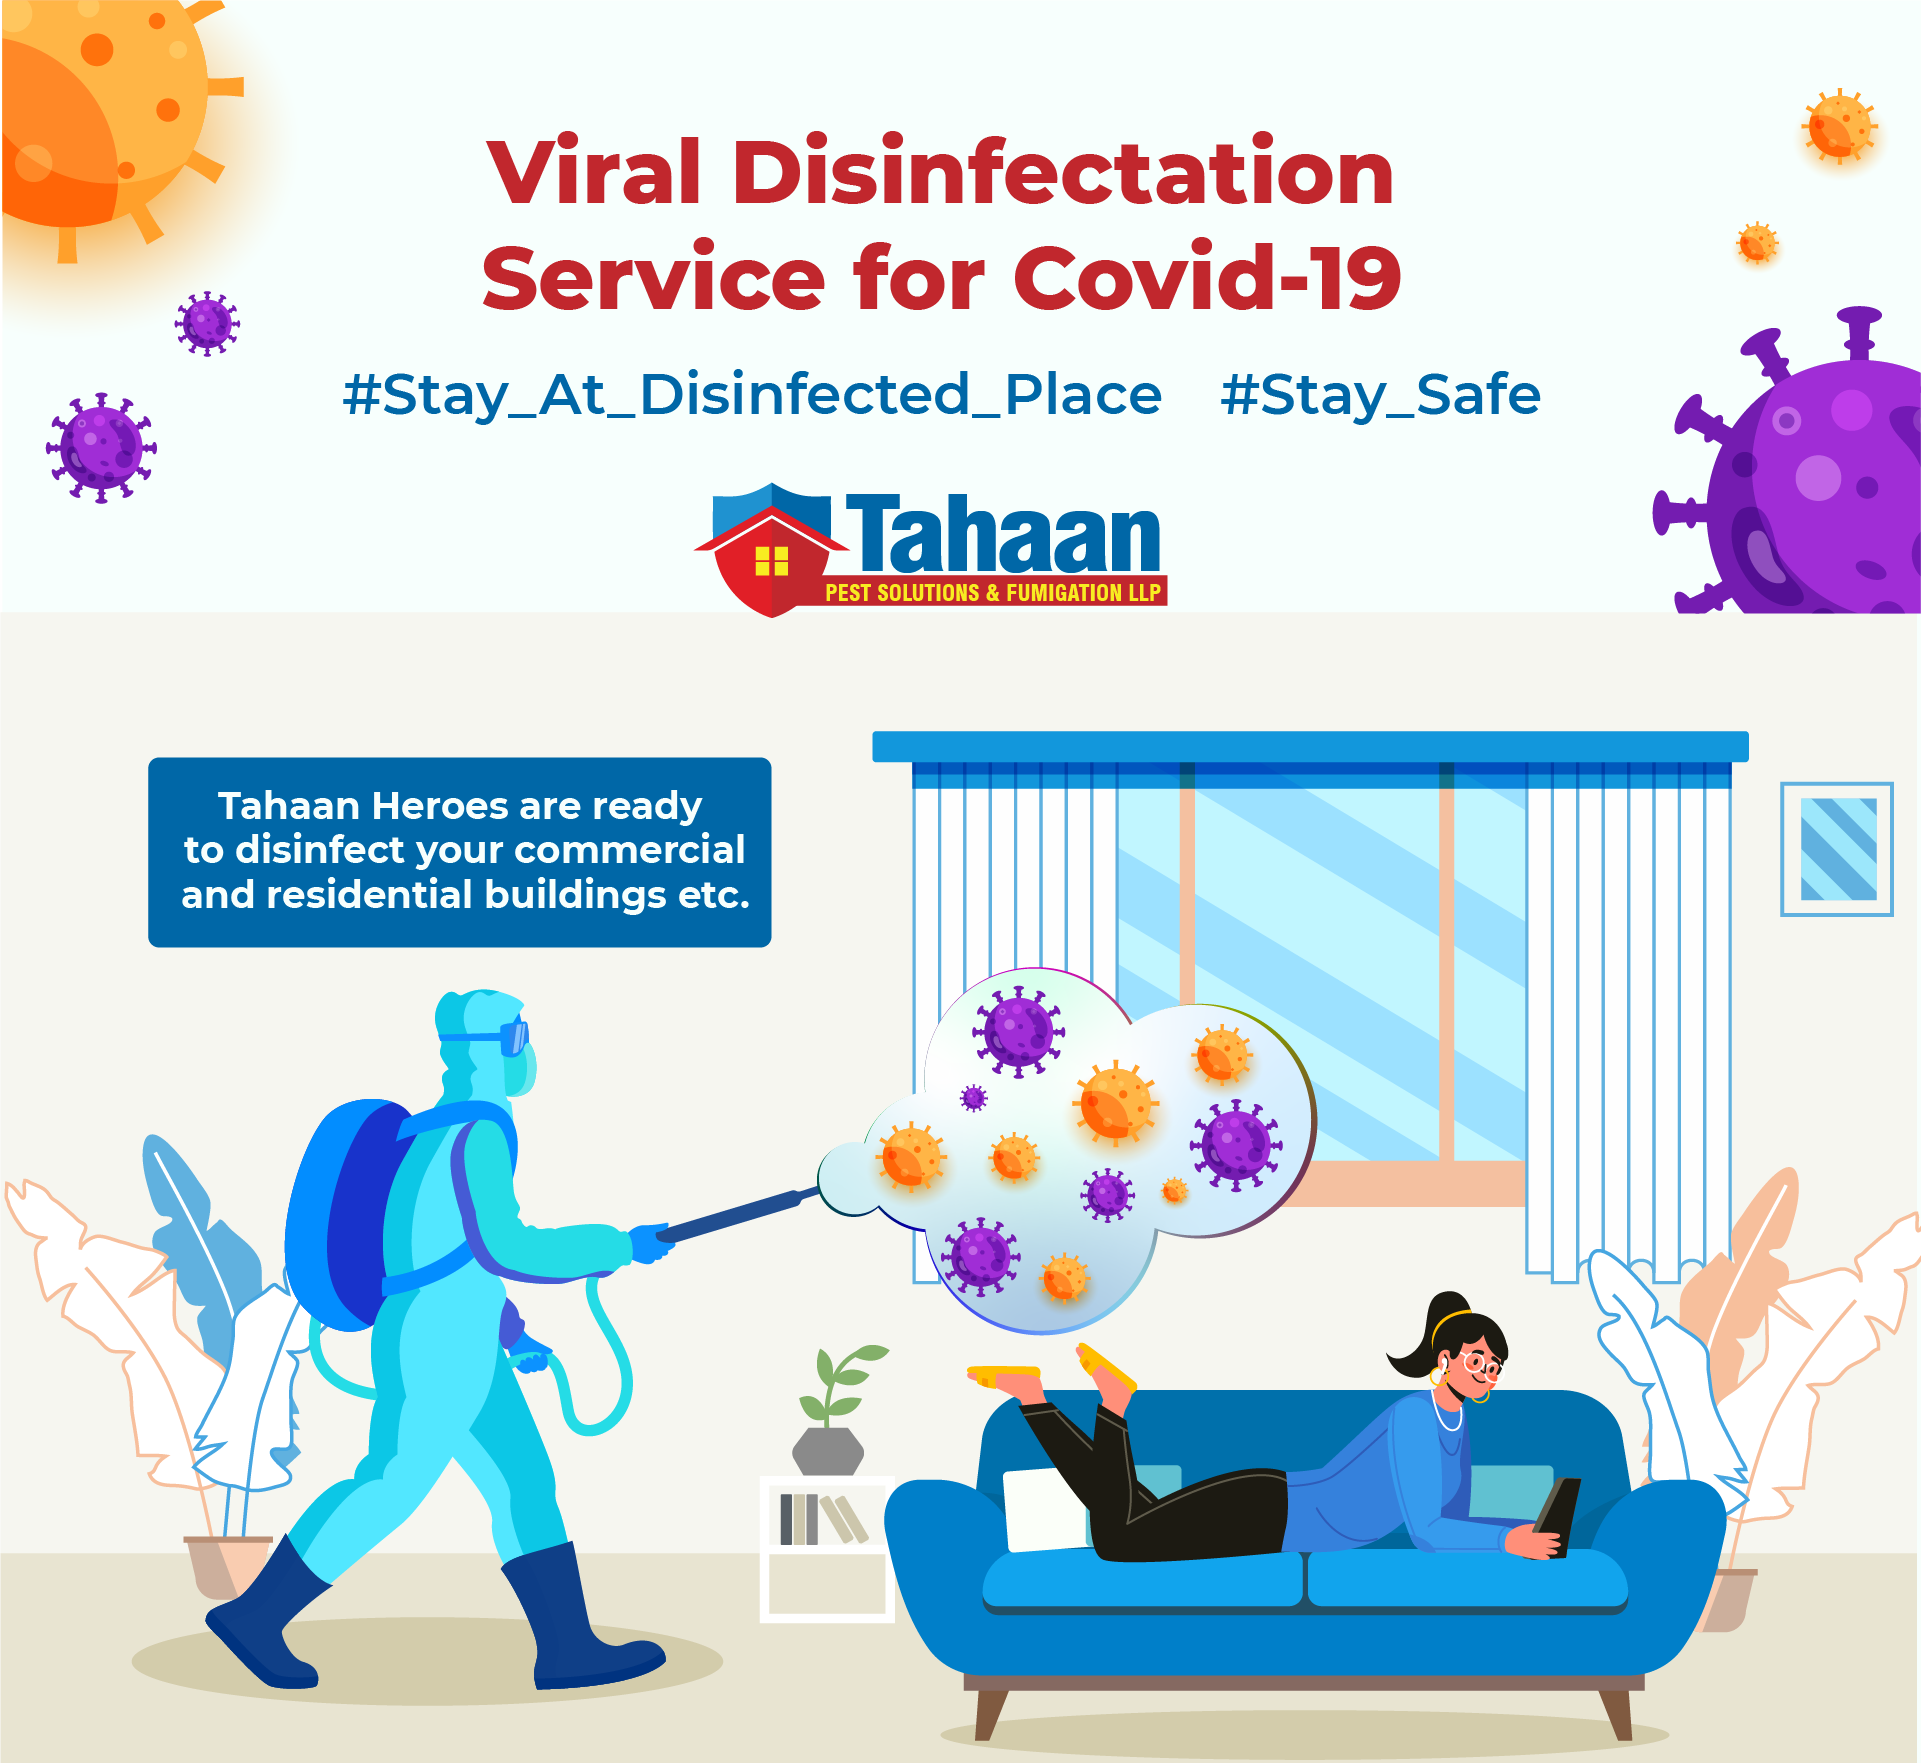 Viral Disinfectation
Service for Covid-19
#Stay_At_Disinfected_Place #Stay_Safe
Tahaan
PEST SOLUTIONS & FUMIGATION LLP
Tahaan Heroes are ready
to disinfect your commercial
and residential buildings etc.